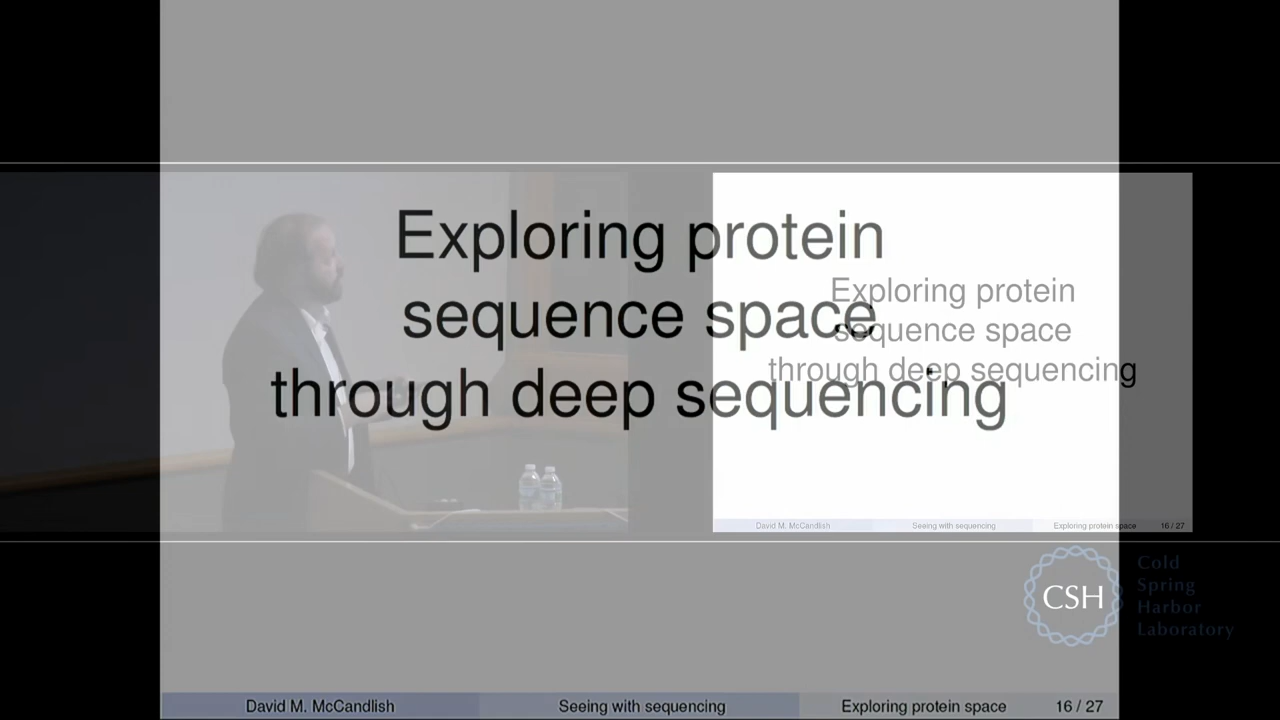 Exploring protein
sequence space
through deep sequencing
Exploring protein
sequence space
through deep sequencing
David M. McCandlish
Seeing with sequencing
Exploring protein space
16 / 27
CSH
Cold
Spring
Harbor
Laboratory
David M. McCandlish
Seeing with sequencing
Exploring protein space
16 / 27